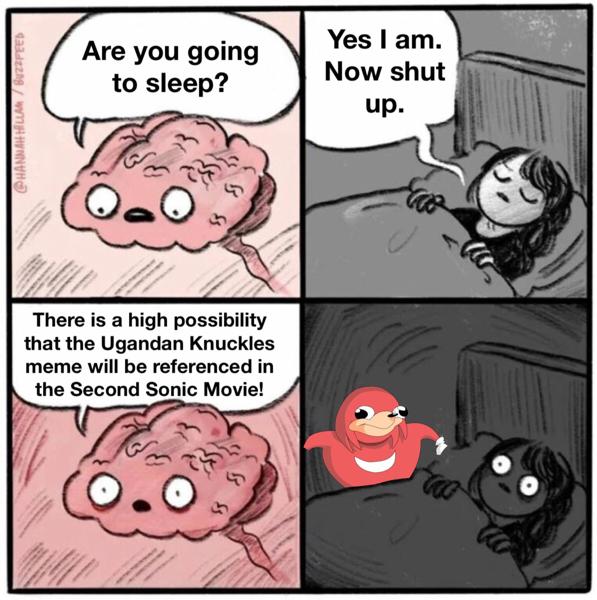 Are you going
to sleep?
Yes I am.
Now shut
up.
There is a high possibility
that the Ugandan Knuckles
meme will be referenced in
the Second Sonic Movie!
@HANNAHHILLAM / BUZZFEED